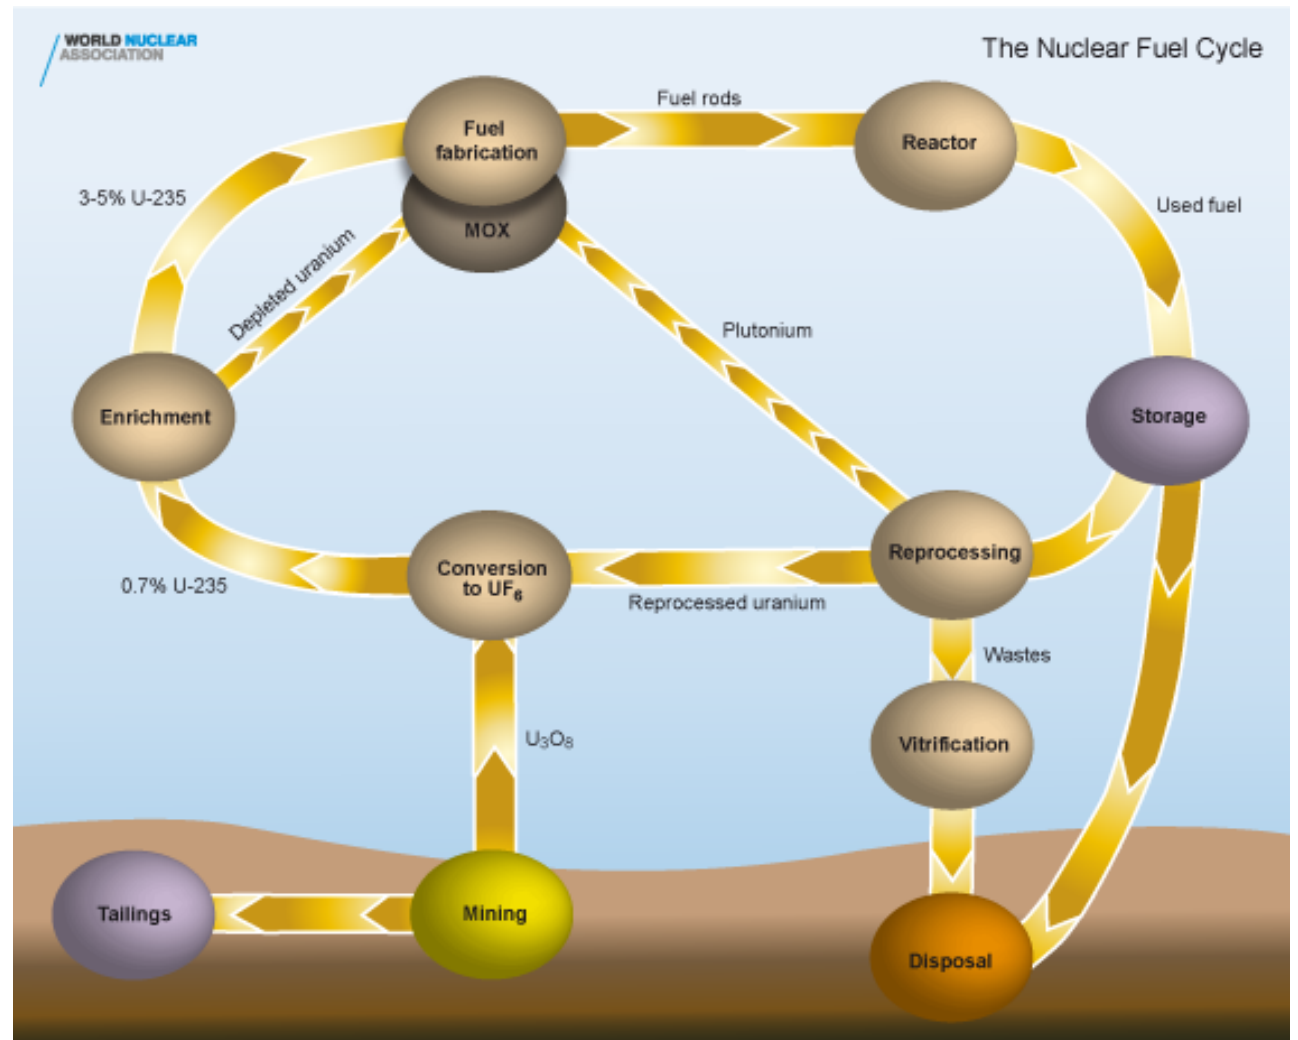 WORLD NUCLEAR
ASSOCIATION
The Nuclear Fuel Cycle
Fuel rods
Fuel
fabrication
Reactor
3-5% U-235
Used fuel
MOX
Depleted uranium
Plutonium
Enrichment
Storage
Conversion
to UF₆
Reprocessing
0.7% U-235
Reprocessed uranium
Wastes
U₃O₈
Vitrification
Tailings
Mining
Disposal